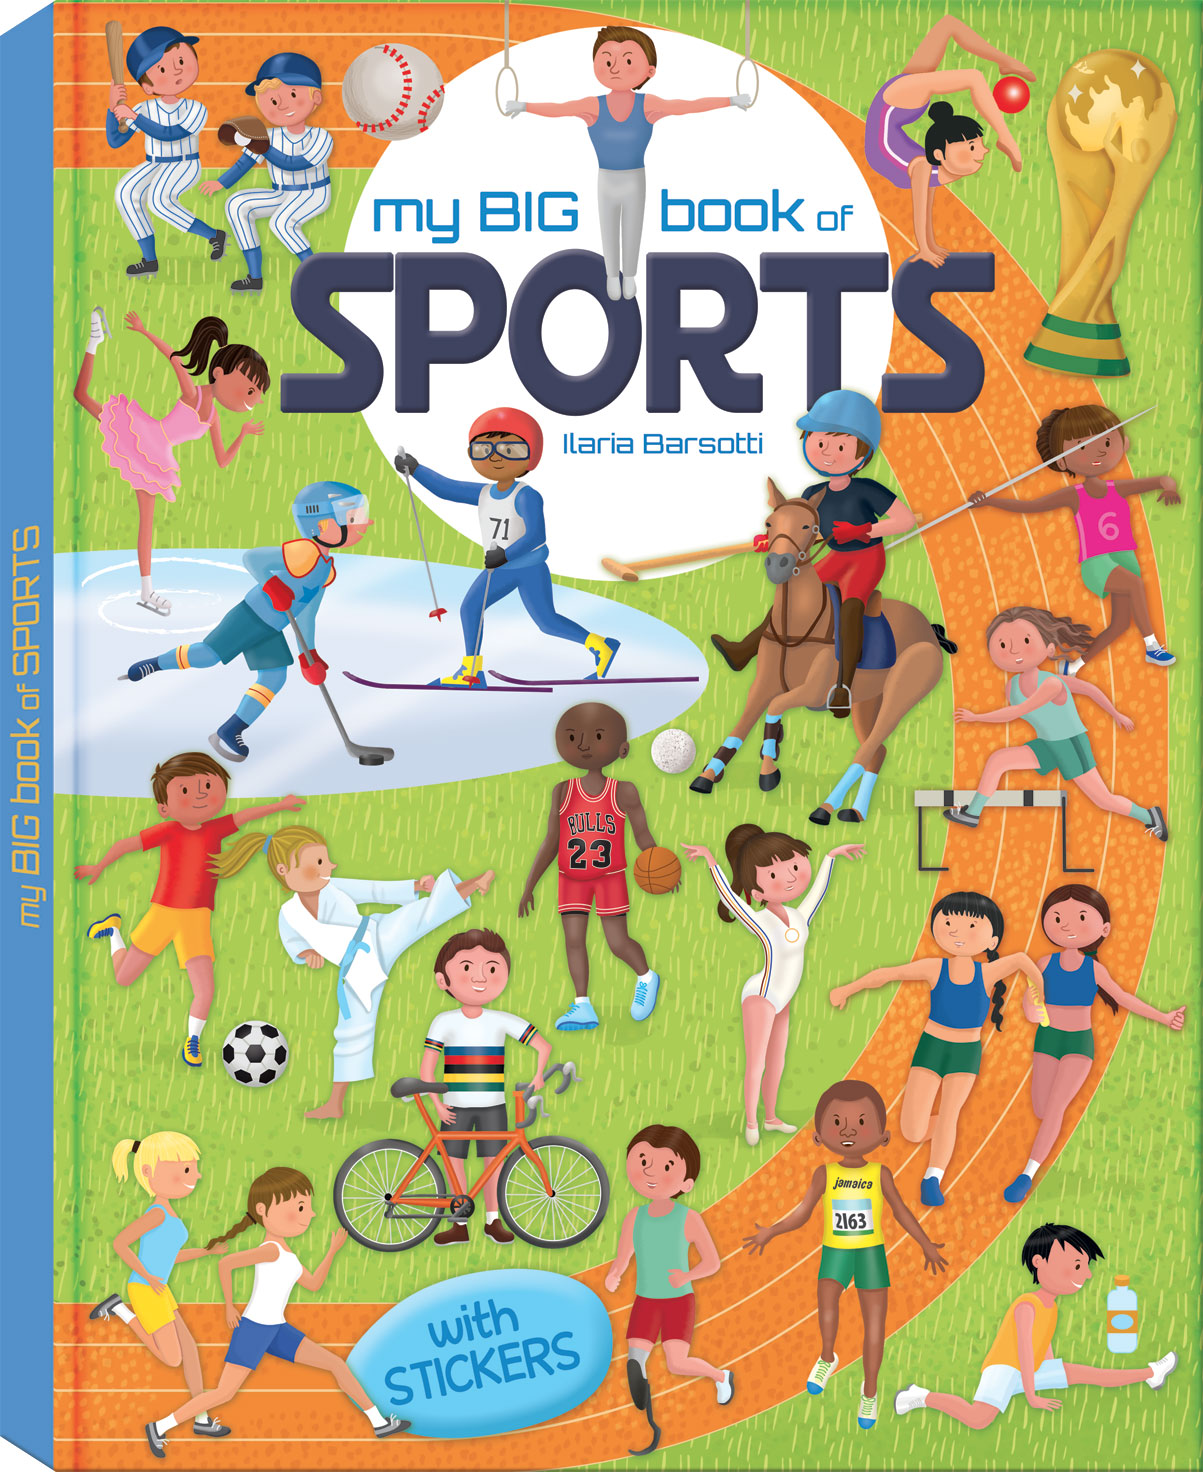 my BIG book of
SPORTS
Ilaria Barsotti
71
6
BULLS
23
jamaica
2163
with
STICKERS
my BIG book of SPORTS